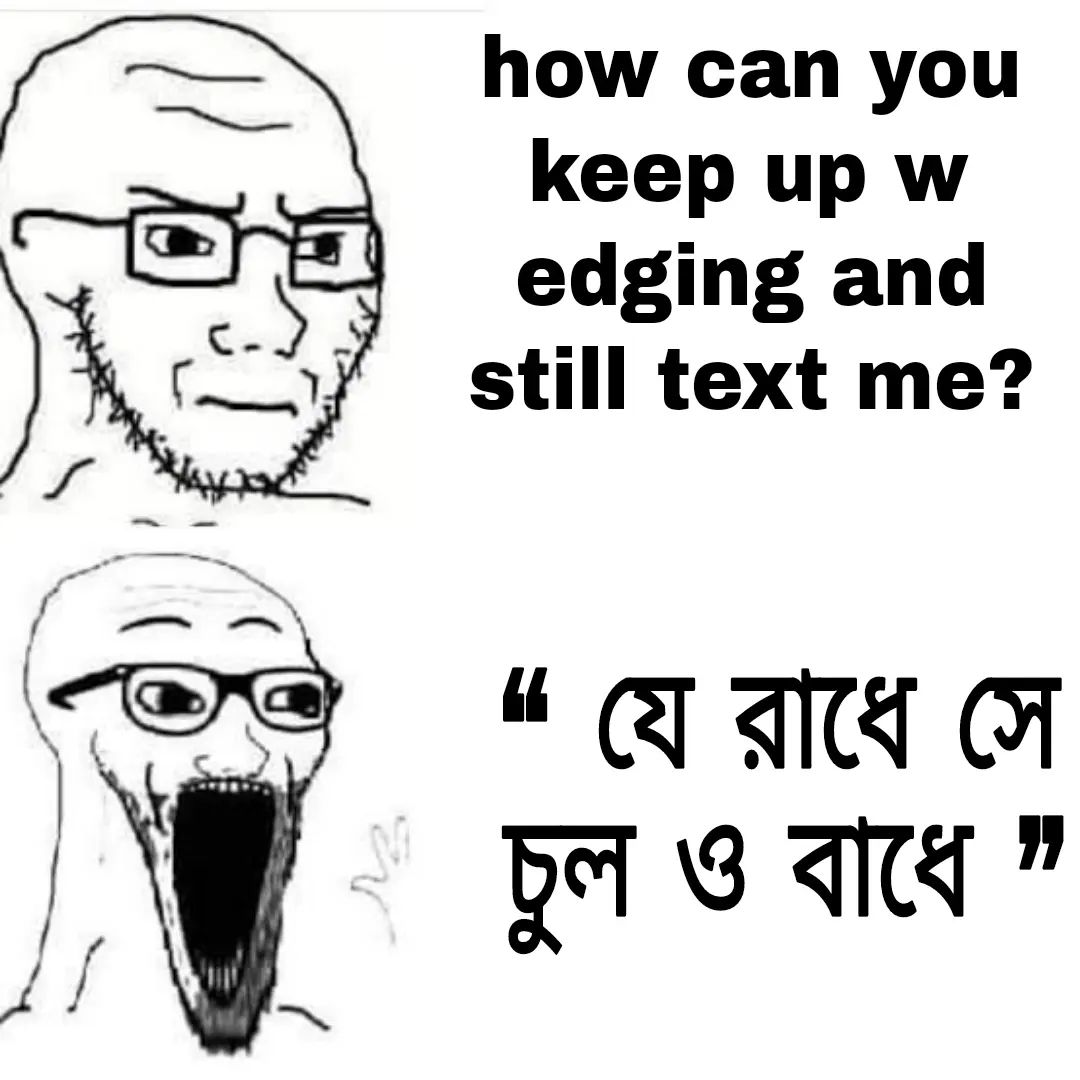 how can you
keep up w
edging and
still text me?
❝ যে রাধে সে
চুল ও বাধে ❞